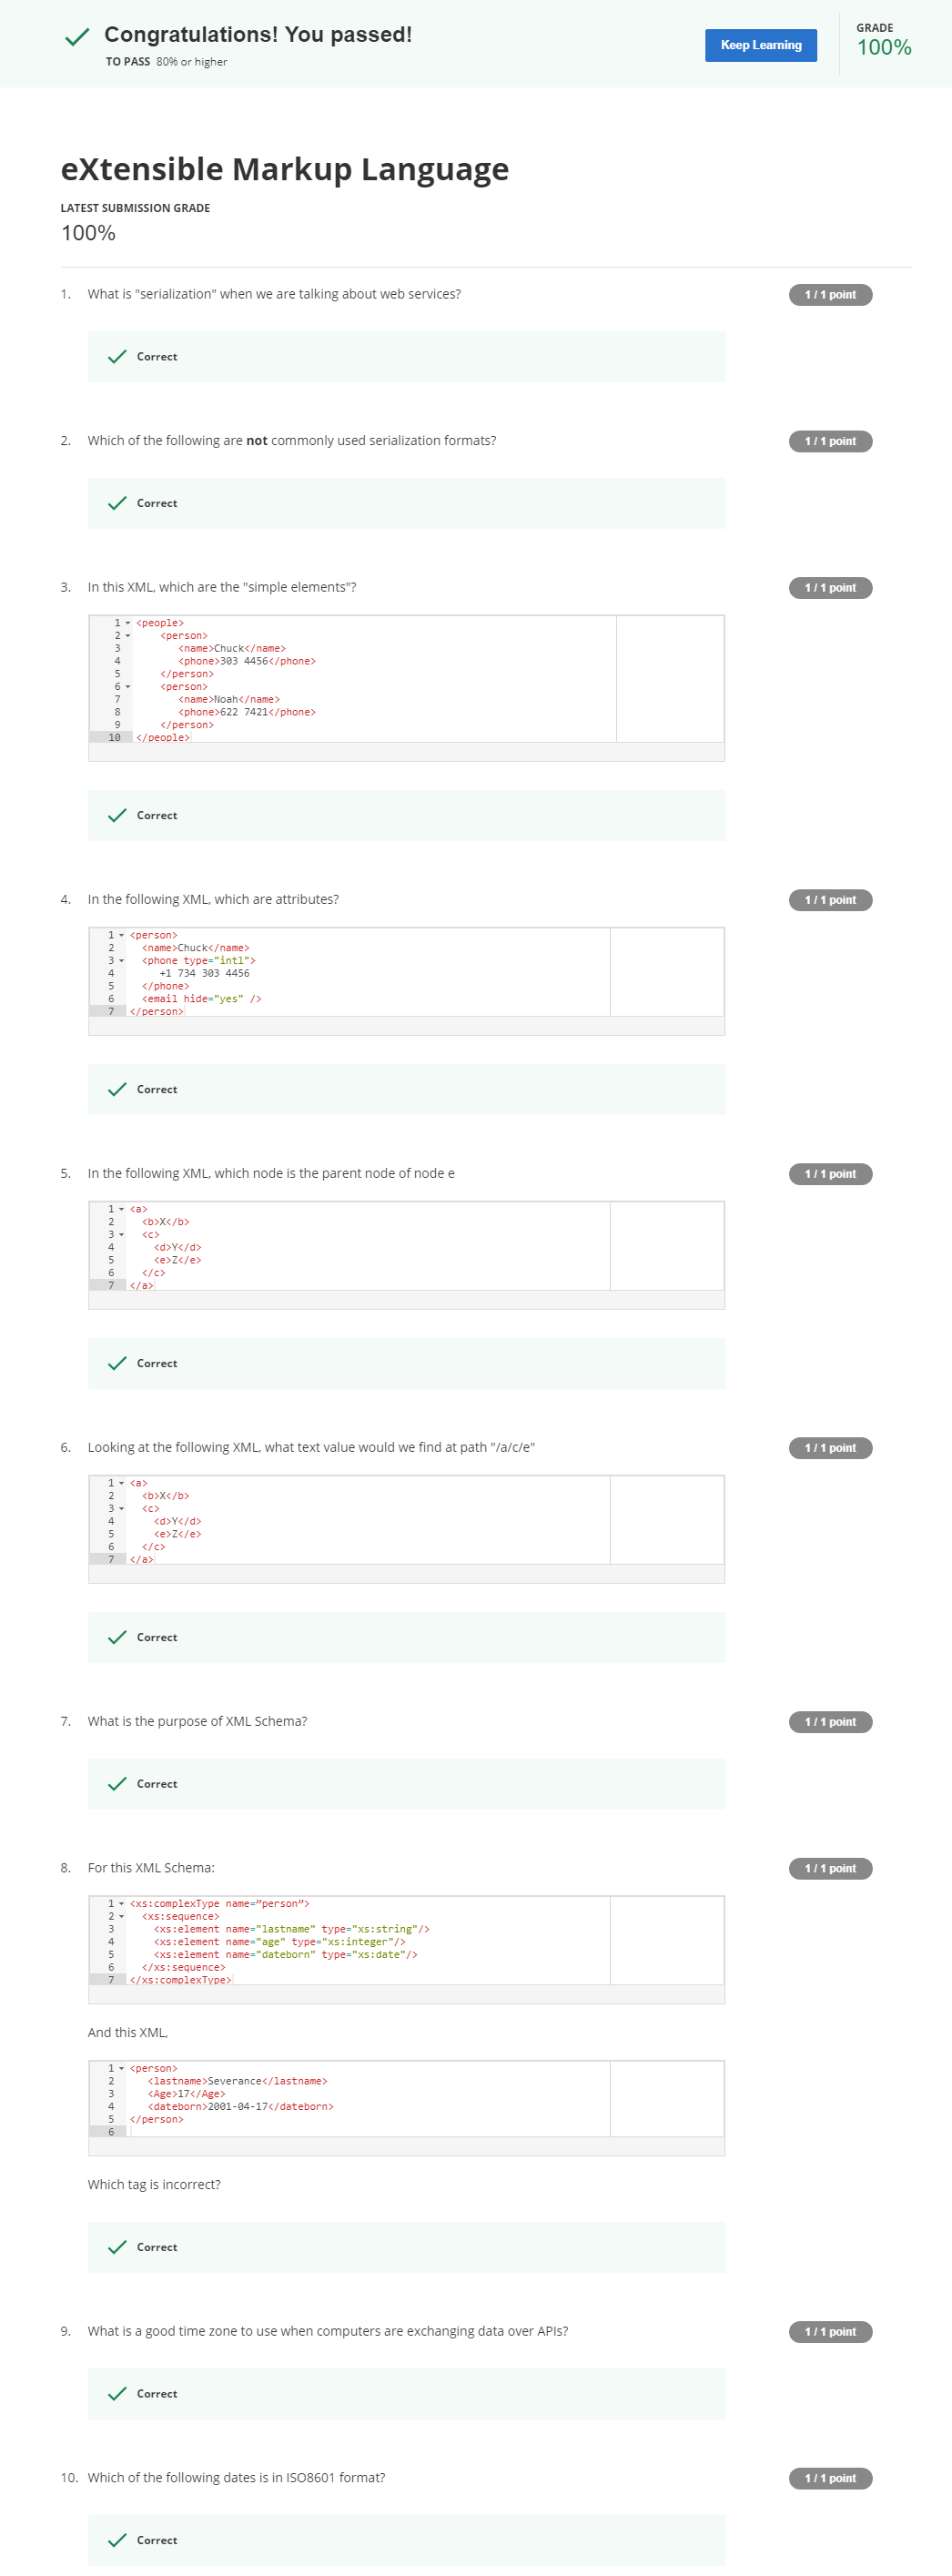 Congratulations! You passed!
TO PASS 80% or higher
Keep Learning
GRADE
100%
eXtensible Markup Language
LATEST SUBMISSION GRADE
100%
1. What is "serialization" when we are talking about web services?
1 / 1 point
Correct
2. Which of the following are not commonly used serialization formats?
1 / 1 point
Correct
3. In this XML, which are the "simple elements"?
1 / 1 point
1 <people>
2 <person>
3 <name>Chuck</name>
4 <phone>303 4456</phone>
5 </person>
6 <person>
7 <name>Noah</name>
8 <phone>622 7421</phone>
9 </person>
10 </people>
Correct
4. In the following XML, which are attributes?
1 / 1 point
1 <person>
2 <name>Chuck</name>
3 <phone type="intl">
4 +1 734 303 4456
5 </phone>
6 <email hide="yes" />
7 </person>
Correct
5. In the following XML, which node is the parent node of node e
1 / 1 point
1 <a>
2 <b>X</b>
3 <c>
4 <d>Y</d>
5 <e>Z</e>
6 </c>
7 </a>
Correct
6. Looking at the following XML, what text value would we find at path "/a/c/e"
1 / 1 point
1 <a>
2 <b>X</b>
3 <c>
4 <d>Y</d>
5 <e>Z</e>
6 </c>
7 </a>
Correct
7. What is the purpose of XML Schema?
1 / 1 point
Correct
8. For this XML Schema:
1 / 1 point
1 <xs:complexType name=”person”>
2 <xs:sequence>
3 <xs:element name="lastname" type="xs:string"/>
4 <xs:element name="age" type="xs:integer"/>
5 <xs:element name="dateborn" type="xs:date"/>
6 </xs:sequence>
7 </xs:complexType>
And this XML,
1 <person>
2 <lastname>Severance</lastname>
3 <Age>17</Age>
4 <dateborn>2001-04-17</dateborn>
5 </person>
6
Which tag is incorrect?
Correct
9. What is a good time zone to use when computers are exchanging data over APIs?
1 / 1 point
Correct
10. Which of the following dates is in ISO8601 format?
1 / 1 point
Correct